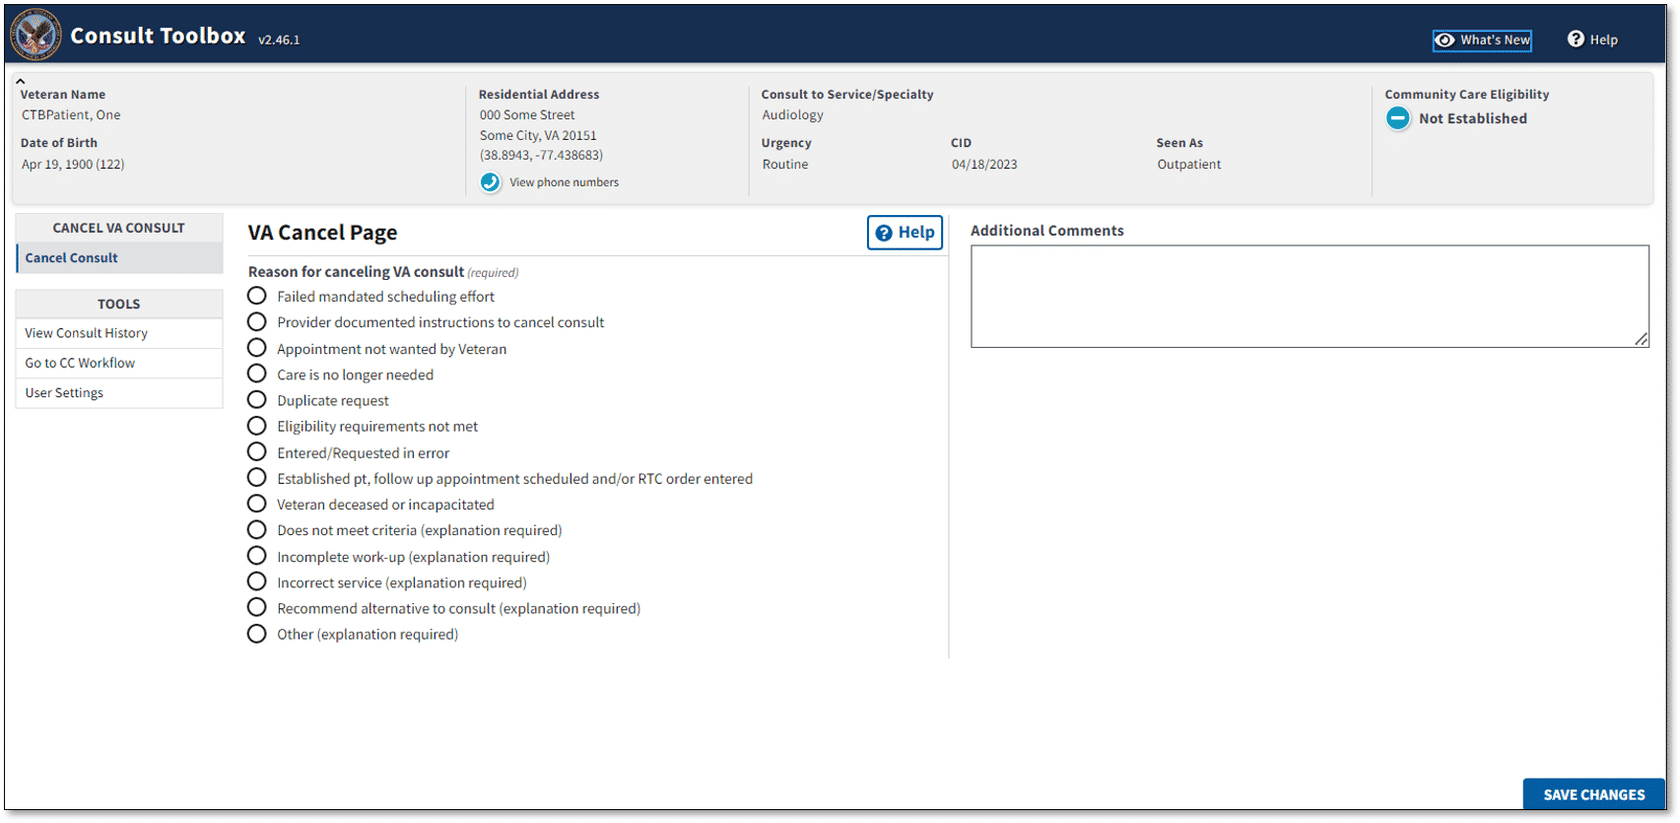 Consult Toolbox v2.46.1
What's New
Help
Veteran Name
CTBPatient, One
Date of Birth
Apr 19, 1900 (122)
Residential Address
000 Some Street
Some City, VA 20151
(38.8943, -77.438683)
View phone numbers
Consult to Service/Specialty
Audiology
Urgency
Routine
CID
04/18/2023
Seen As
Outpatient
Community Care Eligibility
Not Established
CANCEL VA CONSULT
Cancel Consult
TOOLS
View Consult History
Go to CC Workflow
User Settings
VA Cancel Page
Help
Reason for canceling VA consult (required)
Failed mandated scheduling effort
Provider documented instructions to cancel consult
Appointment not wanted by Veteran
Care is no longer needed
Duplicate request
Eligibility requirements not met
Entered/Requested in error
Established pt, follow up appointment scheduled and/or RTC order entered
Veteran deceased or incapacitated
Does not meet criteria (explanation required)
Incomplete work-up (explanation required)
Incorrect service (explanation required)
Recommend alternative to consult (explanation required)
Other (explanation required)
Additional Comments
SAVE CHANGES